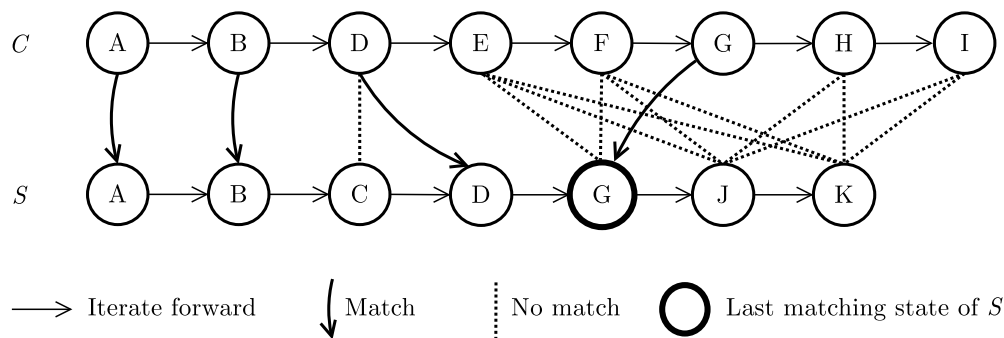 C A B D E F G H I
S A B C D G J K
Iterate forward Match No match Last matching state of S